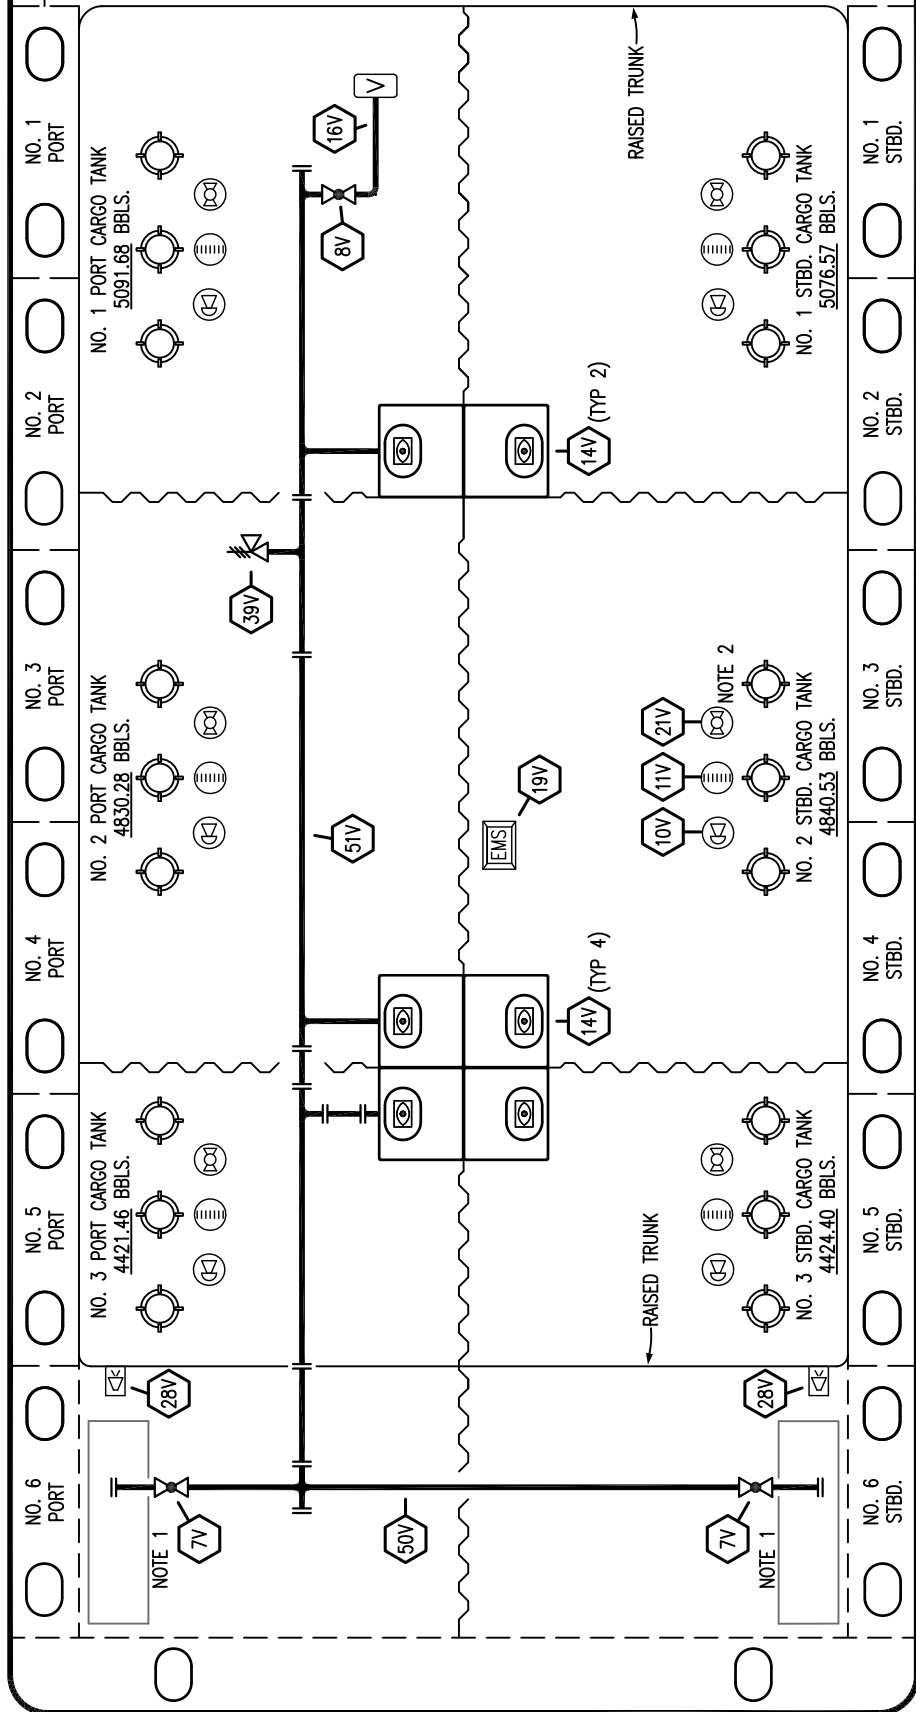 NO. 1
PORT
NO. 2
PORT
NO. 3
PORT
NO. 4
PORT
NO. 5
PORT
NO. 6
PORT
NO. 1 PORT CARGO TANK
5091.68 BBLS.
NO. 2 PORT CARGO TANK
4830.28 BBLS.
NO. 3 PORT CARGO TANK
4421.46 BBLS.
28V
NOTE 1
7V
39V
16V
V
8V
51V
50V
14V
(TYP 2)
14V
(TYP 4)
EMS
19V
RAISED TRUNK
RAISED TRUNK
10V
11V
21V
NOTE 2
28V
7V
NOTE 1
NO. 1 STBD. CARGO TANK
5076.57 BBLS.
NO. 2 STBD. CARGO TANK
4840.53 BBLS.
NO. 3 STBD. CARGO TANK
4424.40 BBLS.
NO. 1
STBD.
NO. 2
STBD.
NO. 3
STBD.
NO. 4
STBD.
NO. 5
STBD.
NO. 6
STBD.